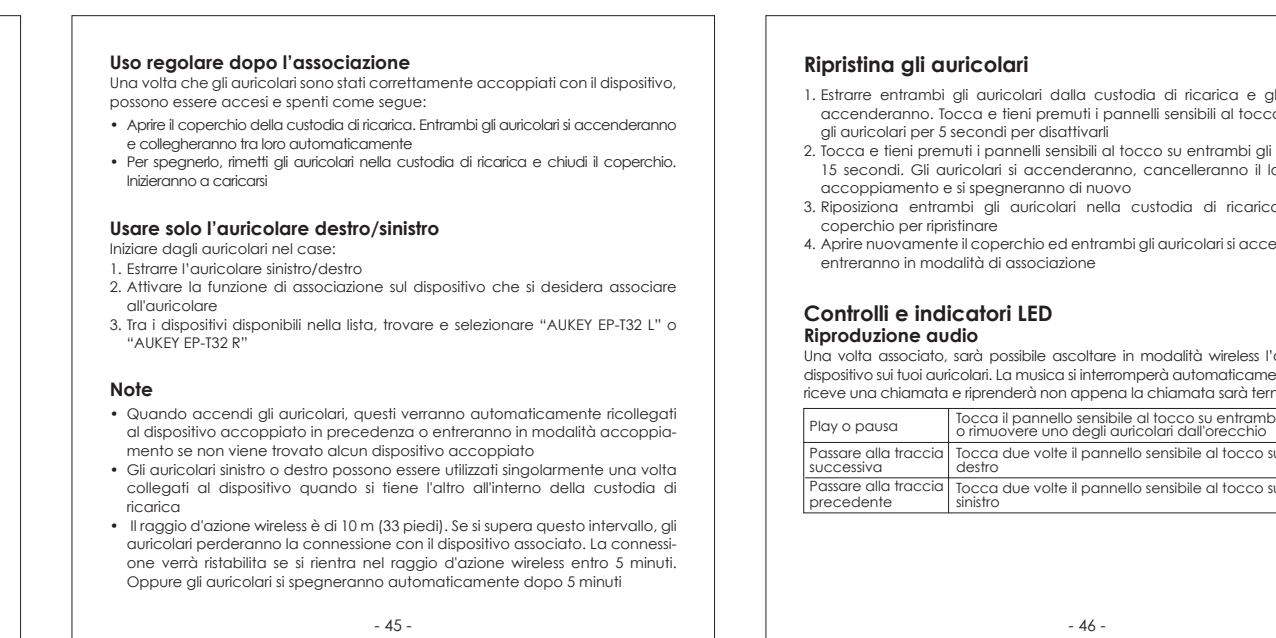 Uso regolare dopo l'associazione
Una volta che gli auricolari sono stati correttamente accoppiati con il dispositivo,
possono essere accesi e spenti come segue:
• Aprire il coperchio della custodia di ricarica. Entrambi gli auricolari si accenderanno
e collegheranno tra loro automaticamente
• Per spegnerlo, rimetti gli auricolari nella custodia di ricarica e chiudi il coperchio.
Inizieranno a caricarsi
Usare solo l'auricolare destro/sinistro
Iniziare dagli auricolari nel case:
1. Estrarre l'auricolare sinistro/destro
2. Attivare la funzione di associazione sul dispositivo che si desidera associare
all'auricolare
3. Tra i dispositivi disponibili nella lista, trovare e selezionare “AUKEY EP-T32 L” o
“AUKEY EP-T32 R”
Note
• Quando accendi gli auricolari, questi verranno automaticamente ricollegati
al dispositivo accoppiato in precedenza o entreranno in modalità accoppia-
mento se non viene trovato alcun dispositivo accoppiato
• Gli auricolari sinistro o destro possono essere utilizzati singolarmente una volta
collegati al dispositivo quando si tiene l'altro all'interno della custodia di
ricarica
• Il raggio d'azione wireless è di 10 m (33 piedi). Se si supera questo intervallo, gli
auricolari perderanno la connessione con il dispositivo associato. La connessi-
one verrà ristabilita se si rientra nel raggio d'azione wireless entro 5 minuti.
Oppure gli auricolari si spegneranno automaticamente dopo 5 minuti
- 45 -
Ripristina gli auricolari
1. Estrarre entrambi gli auricolari dalla custodia di ricarica e
accenderanno. Tocca e tieni premuti i pannelli sensibili al
gli auricolari per 5 secondi per disattivarli
2. Tocca e tieni premuti i pannelli sensibili al tocco su entrambi gli
15 secondi. Gli auricolari si accenderanno, cancelleranno il
accoppiamento e si spegneranno di nuovo
3. Riposiziona entrambi gli auricolari nella custodia di
coperchio per ripristinare
4. Aprire nuovamente il coperchio ed entrambi gli auricolari si
entreranno in modalità di associazione
Controlli e indicatori LED
Riproduzione audio
Una volta associato, sarà possibile ascoltare in modalità wireless
dispositivo sui tuoi auricolari. La musica si interromperà
riceve una chiamata e riprenderà non appena la chiamata sarà
Play o pausa
Tocca il pannello sensibile al tocco su
o rimuovere uno degli auricolari dall'orecchio
Passare alla traccia
successiva
Tocca due volte il pannello sensibile al tocco
destro
Passare alla traccia
precedente
Tocca due volte il pannello sensibile al tocco
sinistro
- 46 -